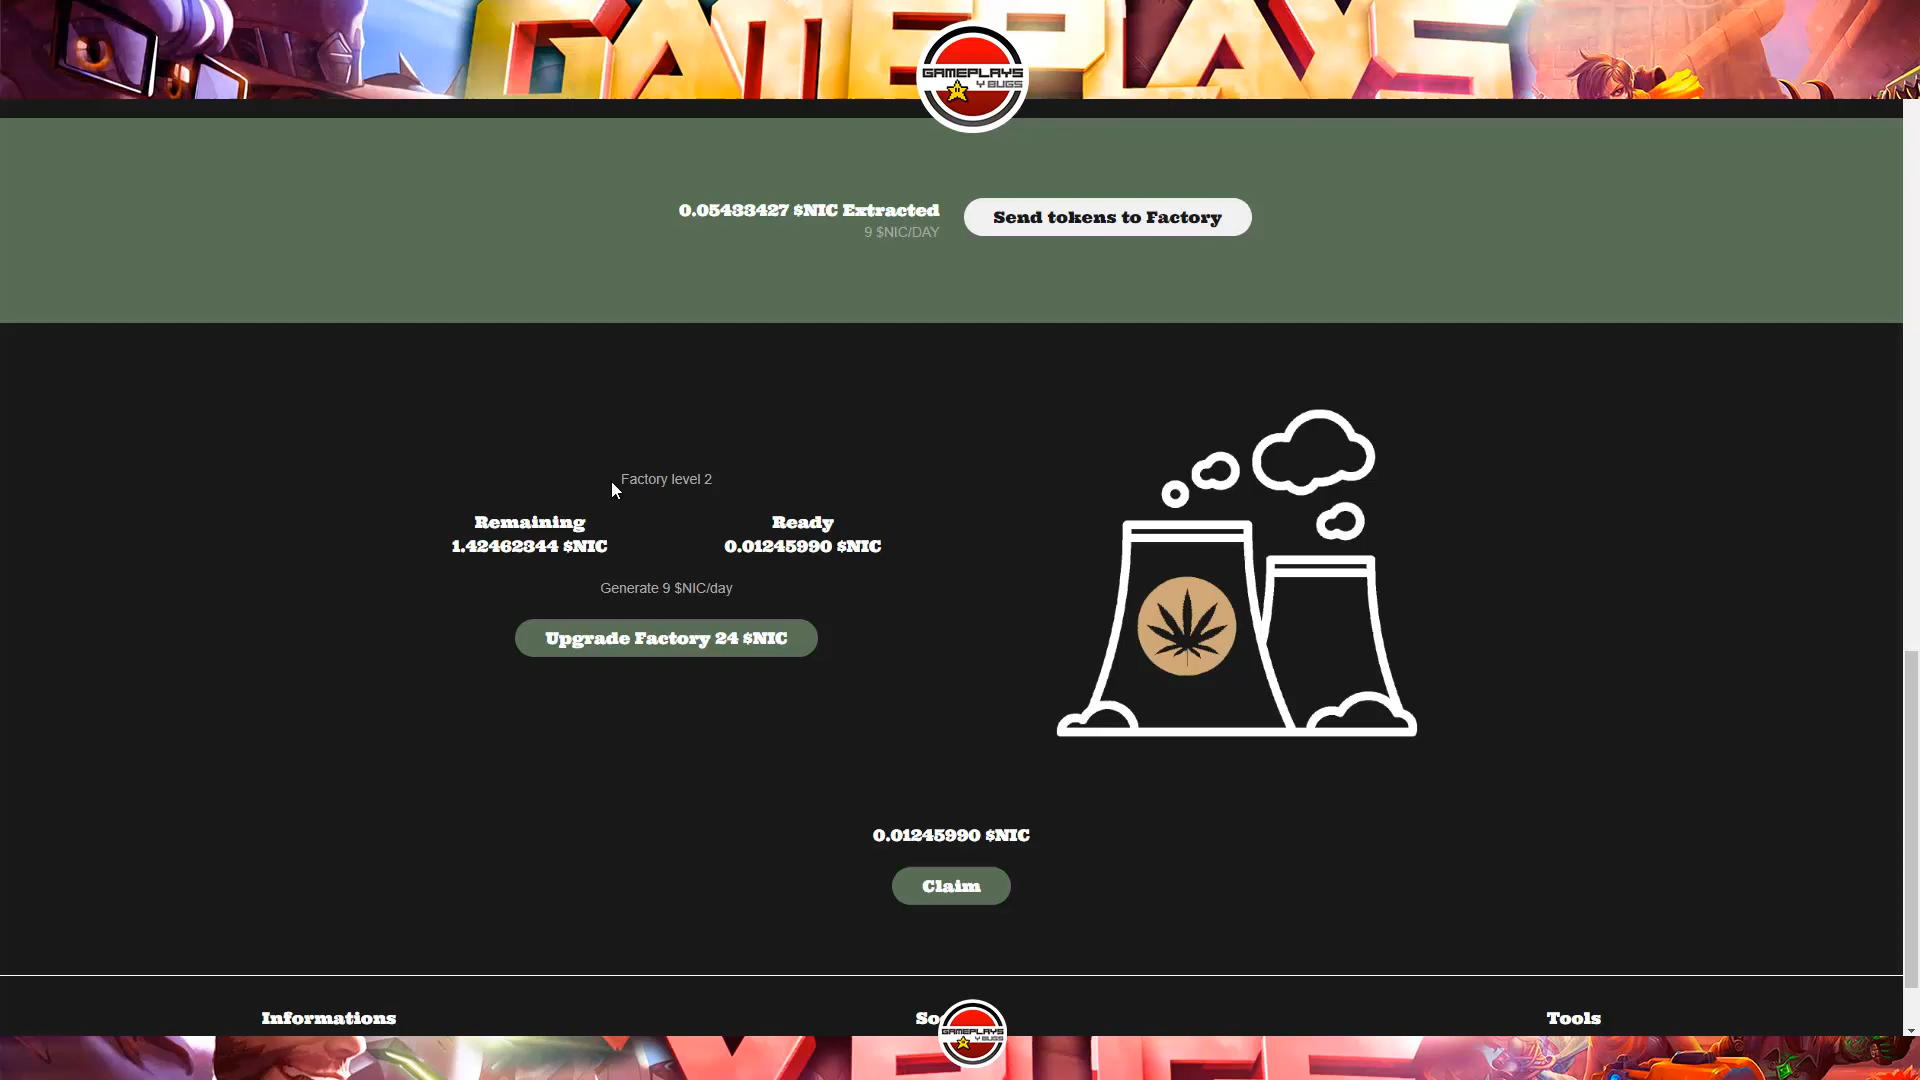 GAMEPLAYS
GAMEPLAYS
Y BUGS
0.05433427 $NIC Extracted
9 $NIC/DAY
Send tokens to Factory
Factory level 2
Remaining
1.42462344 $NIC
Ready
0.01245990 $NIC
Generate 9 $NIC/day
Upgrade Factory 24 $NIC
0.01245990 $NIC
Claim
Informations
Tools
GAMEPLAYS
Y BUGS